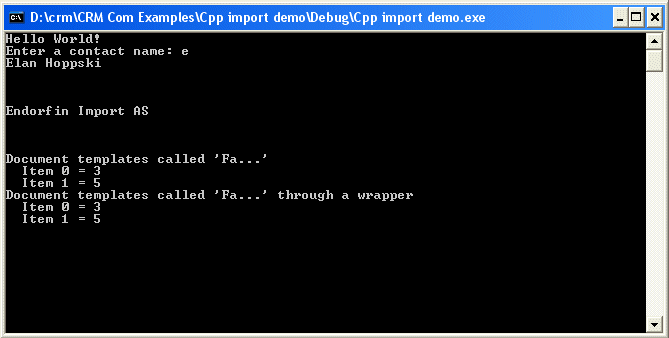 D:\crm\CRM Com Examples\Cpp import demo\Debug\Cpp import demo.exe
Hello World!
Enter a contact name: e
Elan Hoppski
Endorfin Import AS
Document templates called 'Fa...'
  Item 0 = 3
  Item 1 = 5
Document templates called 'Fa...' through a wrapper
  Item 0 = 3
  Item 1 = 5